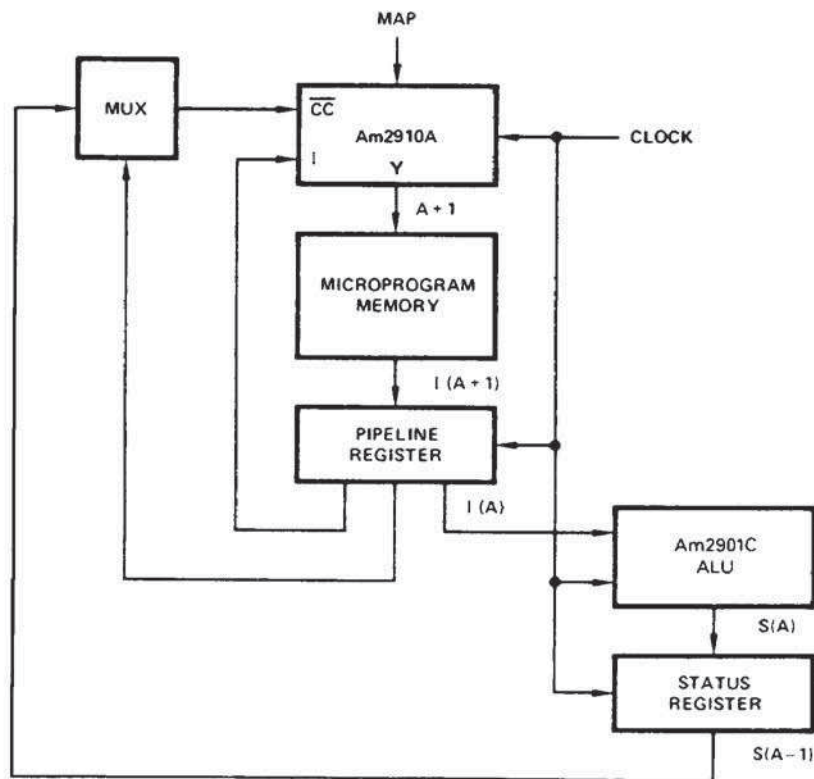 MAP
MUX
CC
Am2910A
I
Y
CLOCK
A + 1
MICROPROGRAM
MEMORY
I (A + 1)
PIPELINE
REGISTER
I (A)
Am2901C
ALU
S(A)
STATUS
REGISTER
S(A−1)